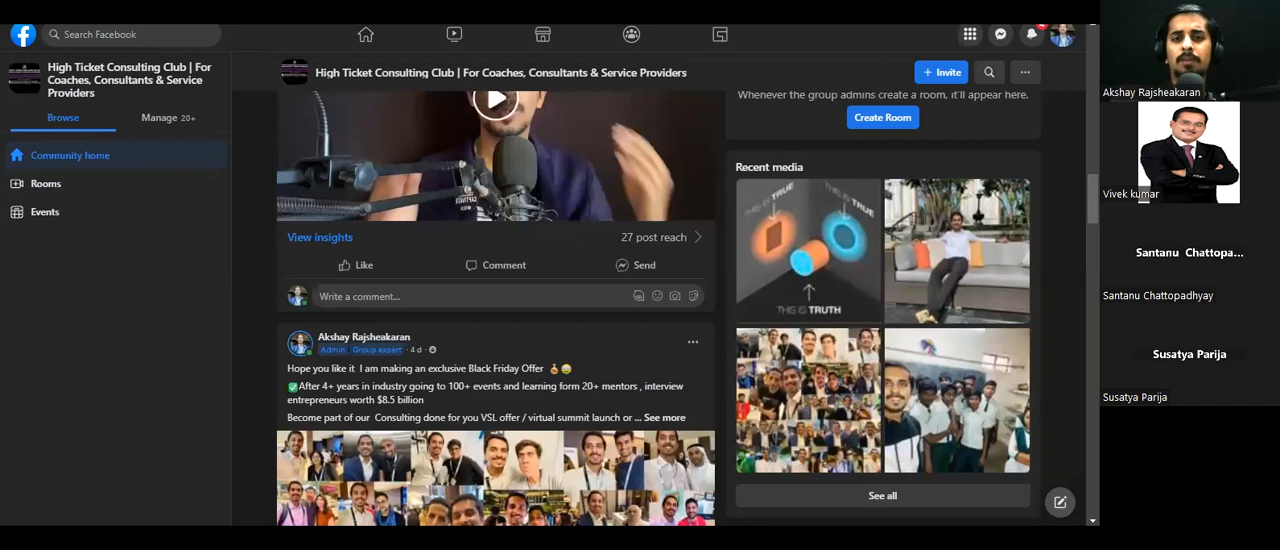 Search Facebook
High Ticket Consulting Club | For
Coaches, Consultants & Service
Providers
Browse
Manage 20+
Community home
Rooms
Events
High Ticket Consulting Club | For Coaches, Consultants & Service Providers
+ Invite
View insights
27 post reach
Like
Comment
Send
Write a comment...
Akshay Rajsheakaran
Admin Group expert · 4 d ·
Hope you like it I am making an exclusive Black Friday Offer
After 4+ years in industry going to 100+ events and learning form 20+ mentors , interview
entrepreneurs worth $8.5 billion
Become part of our Consulting done for you VSL offer / virtual summit launch or ... See more
Whenever the group admins create a room, it'll appear here.
Create Room
Recent media
THIS IS TRUE
THIS IS TRUE
THIS IS TRUTH
See all
Akshay Rajsheakaran
Vivek kumar
Santanu Chattopa...
Santanu Chattopadhyay
Susatya Parija
Susatya Parija